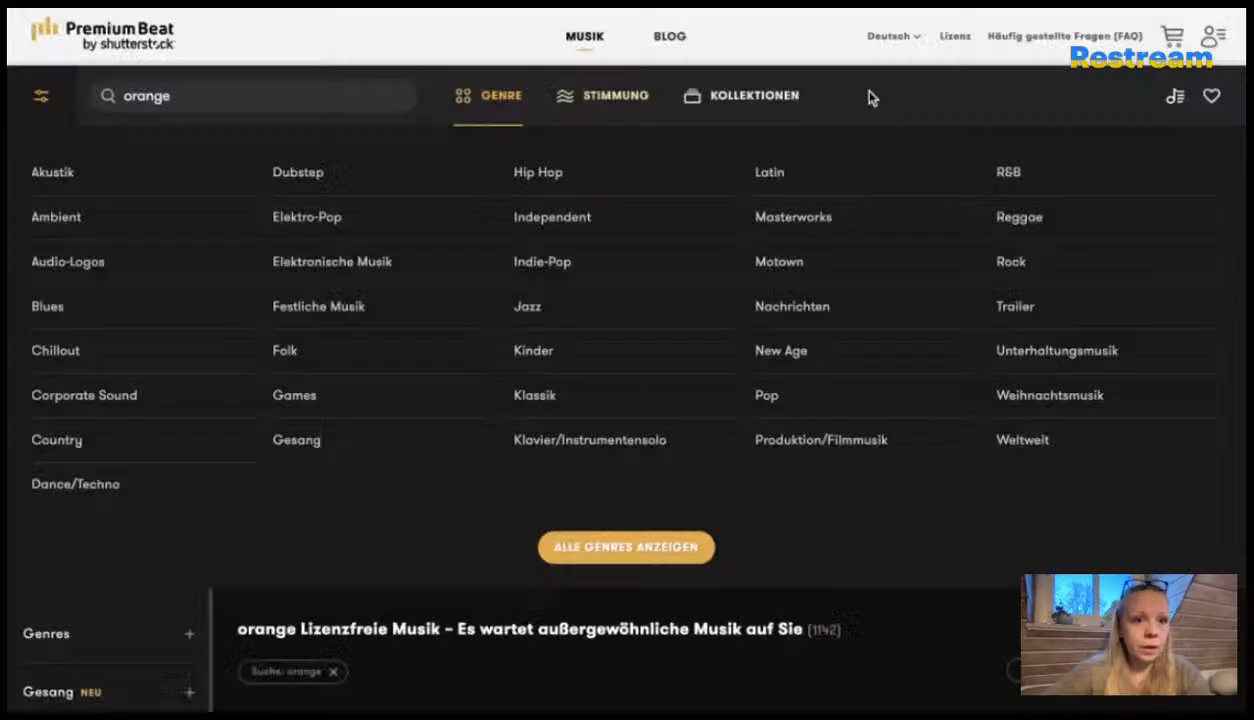 PremiumBeat
by shutterstock
MUSIK
BLOG
Deutsch
Lizenz
Häufig gestellte Fragen (FAQ)
Restream
orange
GENRE
STIMMUNG
KOLLEKTIONEN
Akustik
Dubstep
Hip Hop
Latin
R&B
Ambient
Elektro-Pop
Independent
Masterworks
Reggae
Audio-Logos
Elektronische Musik
Indie-Pop
Motown
Rock
Blues
Festliche Musik
Jazz
Nachrichten
Trailer
Chillout
Folk
Kinder
New Age
Unterhaltungsmusik
Corporate Sound
Games
Klassik
Pop
Weihnachtsmusik
Country
Gesang
Klavier/Instrumentensolo
Produktion/Filmmusik
Weltweit
Dance/Techno
ALLE GENRES ANZEIGEN
Genres +
orange Lizenzfreie Musik – Es wartet außergewöhnliche Musik auf Sie (1142)
Suche: orange X
Gesang NEU +